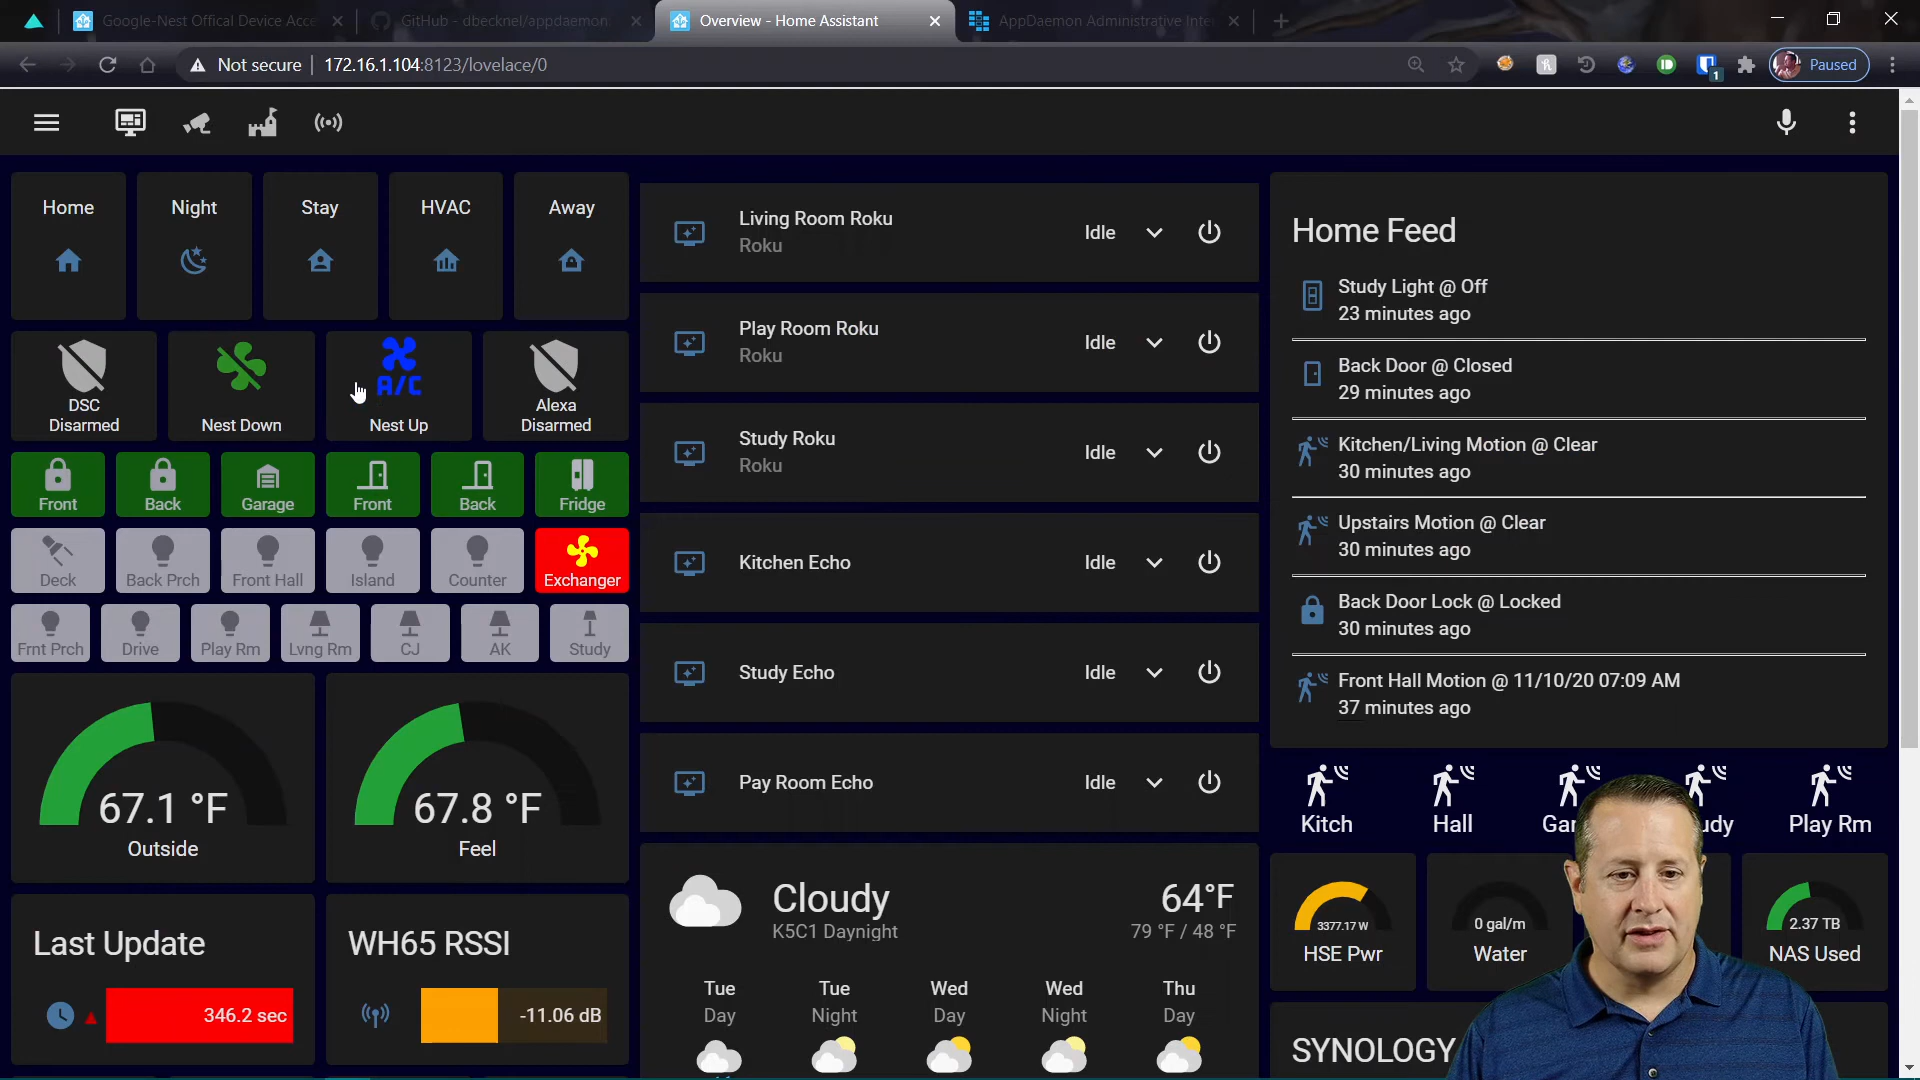 Google-Nest Offical Device Acce
GitHub - dbecknel/appdaemon
Overview - Home Assistant
AppDaemon Administrative Inte
Not secure
172.16.1.104:8123/lovelace/0
1
Paused
Home
Night
Stay
HVAC
Away
DSC
Disarmed
Nest Down
A/C
Nest Up
Alexa
Disarmed
Front
Back
Garage
Front
Back
Fridge
Deck
Back Prch
Front Hall
Island
Counter
Exchanger
Frnt Prch
Drive
Play Rm
Lvng Rm
CJ
AK
Study
67.1 °F
Outside
67.8 °F
Feel
Last Update
346.2 sec
WH65 RSSI
-11.06 dB
Living Room Roku
Roku
Idle
Play Room Roku
Roku
Idle
Study Roku
Roku
Idle
Kitchen Echo
Idle
Study Echo
Idle
Pay Room Echo
Idle
Cloudy
K5C1 Daynight
64°F
79 °F / 48 °F
Tue
Day
Tue
Night
Wed
Day
Wed
Night
Thu
Day
Home Feed
Study Light @ Off
23 minutes ago
Back Door @ Closed
29 minutes ago
Kitchen/Living Motion @ Clear
30 minutes ago
Upstairs Motion @ Clear
30 minutes ago
Back Door Lock @ Locked
30 minutes ago
Front Hall Motion @ 11/10/20 07:09 AM
37 minutes ago
Kitch
Hall
Gar
udy
Play Rm
3377.17 W
HSE Pwr
0 gal/m
Water
2.37 TB
NAS Used
SYNOLOGY